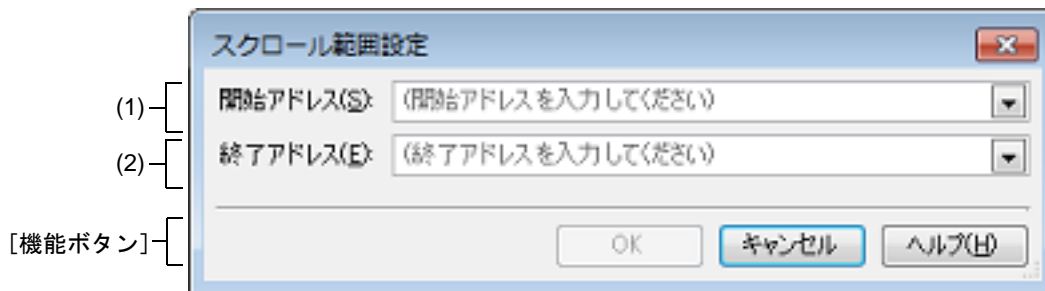 スクロール範囲設定
(1) 開始アドレス(S): (開始アドレスを入力してください)
(2) 終了アドレス(E): (終了アドレスを入力してください)
[機能ボタン] OK キャンセル ヘルプ(H)